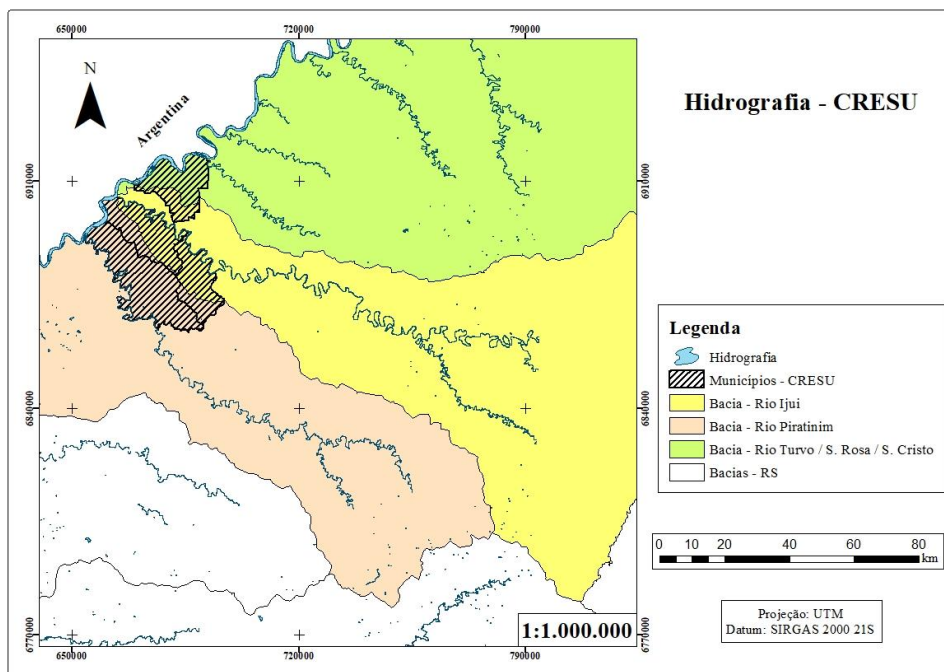 650000 720000 790000
N
Argentina
Hidrografia - CRESU
6910000 6910000
Legenda
Hidrografia
Municípios - CRESU
Bacia - Rio Ijui
Bacia - Rio Piratinim
Bacia - Rio Turvo / S. Rosa / S. Cristo
Bacias - RS
6840000 6840000
0 10 20 40 60 80
km
Projeção: UTM
Datum: SIRGAS 2000 21S
1:1.000.000
6770000 6770000
650000 720000 790000